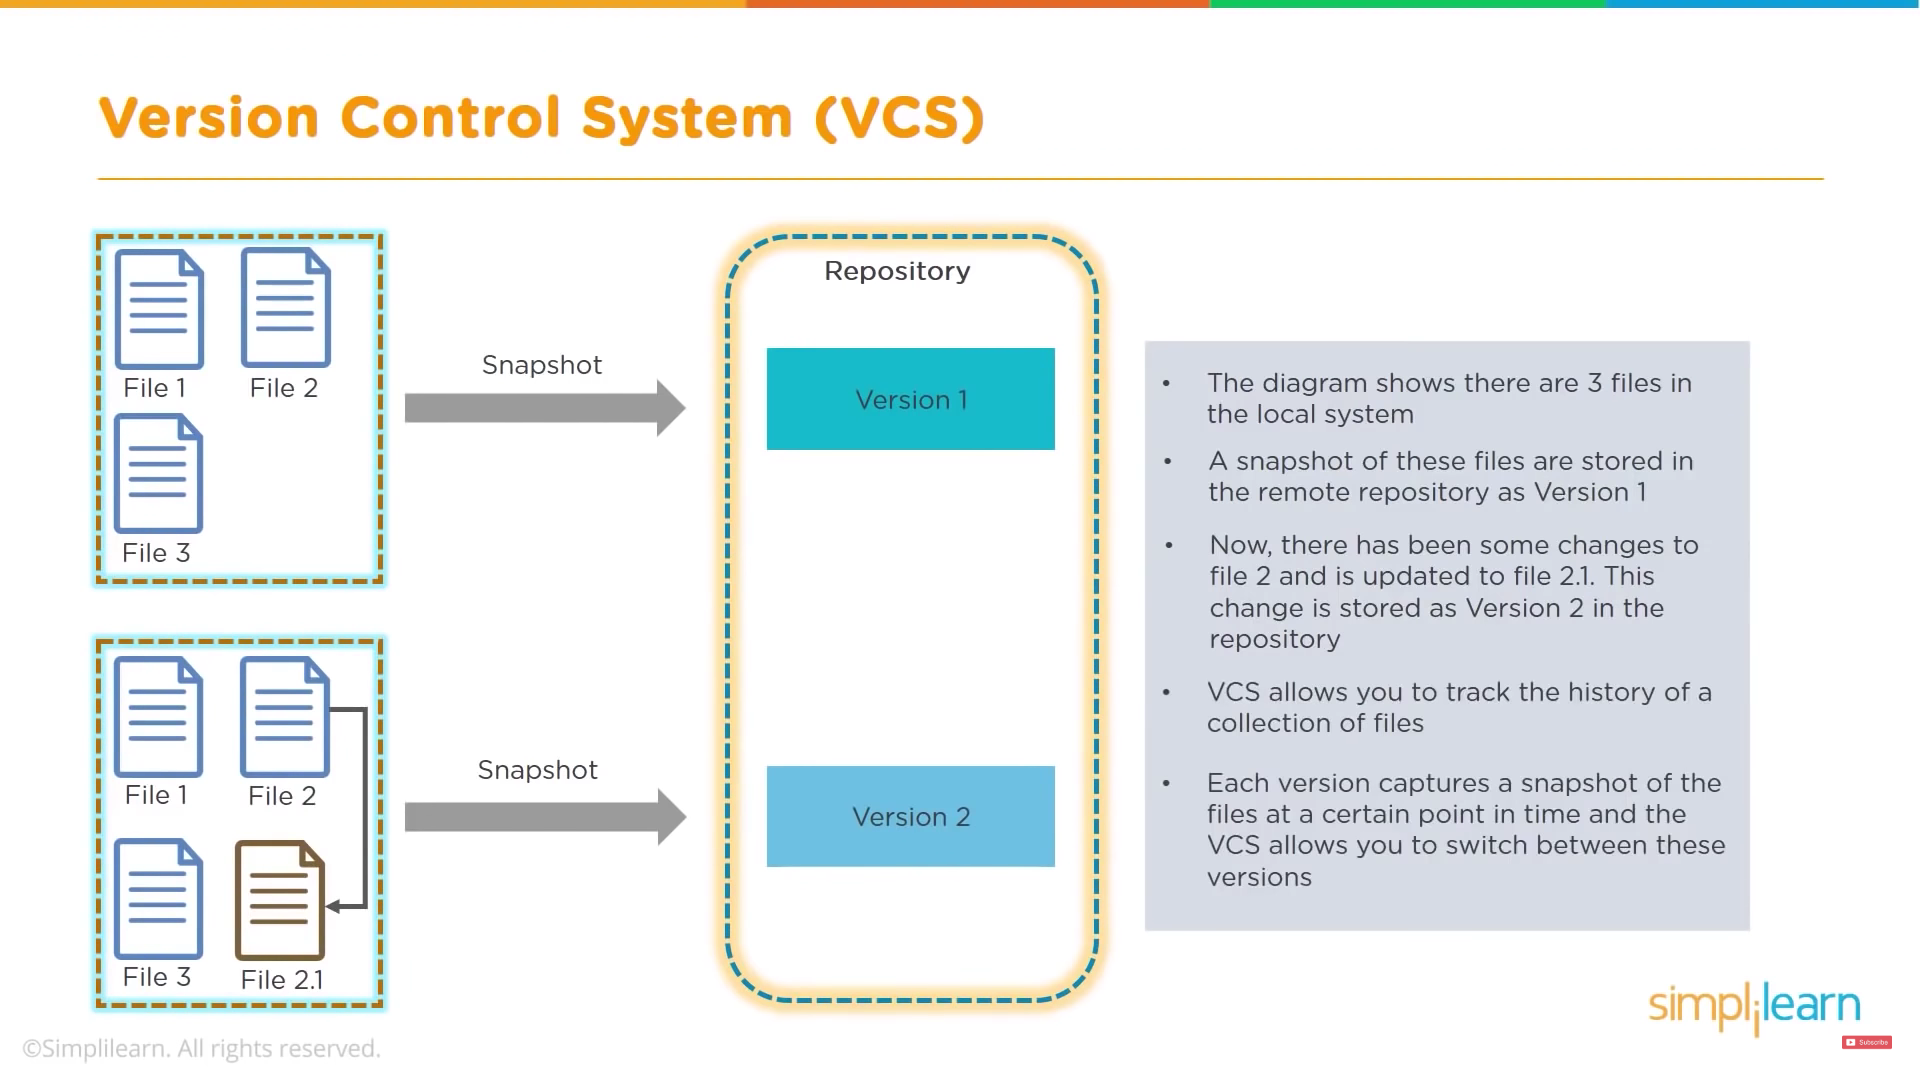 Version Control System (VCS)
File 1
File 2
File 3
Snapshot
Repository
Version 1
File 1
File 2
File 3
File 2.1
Snapshot
Version 2
• The diagram shows there are 3 files in
the local system
• A snapshot of these files are stored in
the remote repository as Version 1
• Now, there has been some changes to
file 2 and is updated to file 2.1. This
change is stored as Version 2 in the
repository
• VCS allows you to track the history of a
collection of files
• Each version captures a snapshot of the
files at a certain point in time and the
VCS allows you to switch between these
versions
simplilearn
Subscribe
©Simplilearn. All rights reserved.